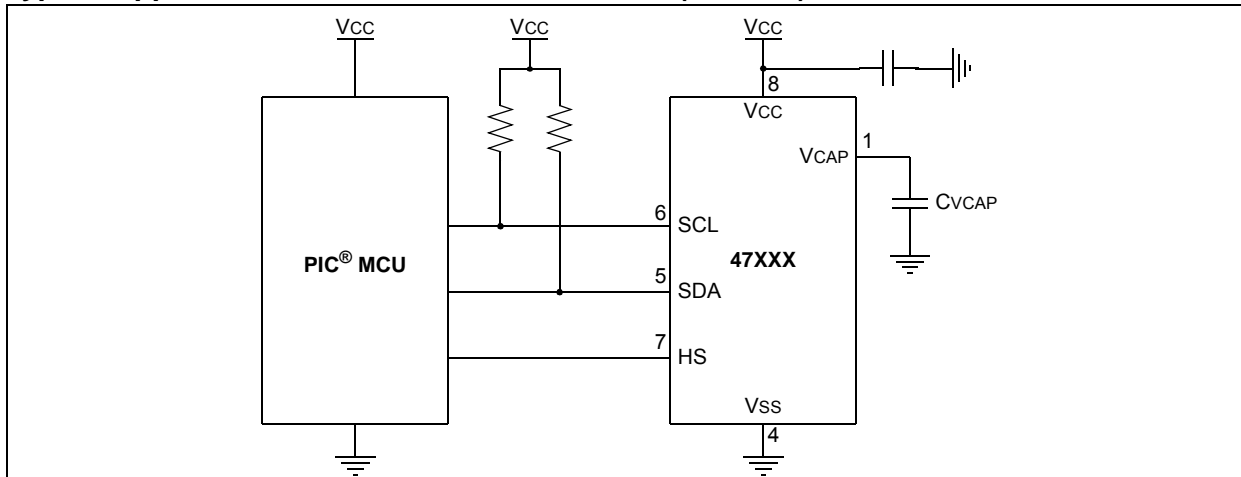 VCC
VCC
VCC
8
VCC
1
VCAP
CVCAP
6
SCL
PIC® MCU
47XXX
5
SDA
7
HS
VSS
4